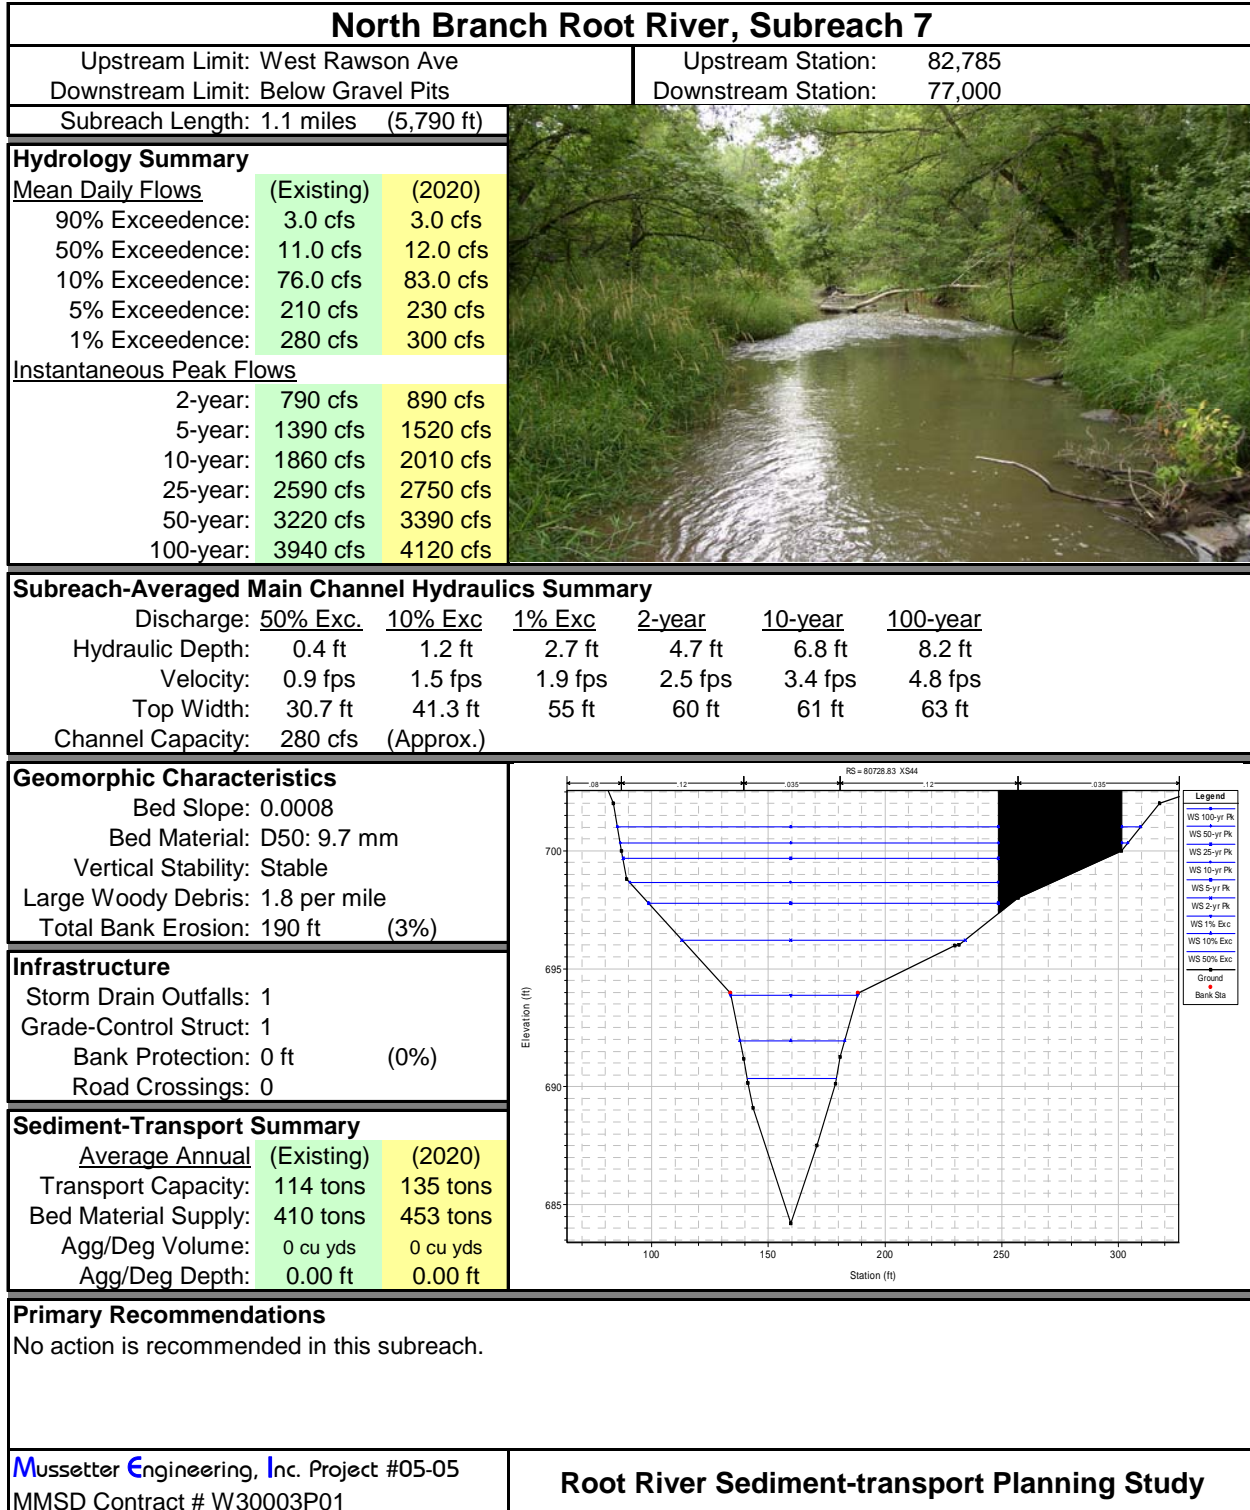 North Branch Root River, Subreach 7
Upstream Limit: West Rawson Ave
Upstream Station: 82,785
Downstream Limit: Below Gravel Pits
Downstream Station: 77,000
Subreach Length: 1.1 miles (5,790 ft)
Hydrology Summary
Mean Daily Flows (Existing) (2020)
90% Exceedence: 3.0 cfs 3.0 cfs
50% Exceedence: 11.0 cfs 12.0 cfs
10% Exceedence: 76.0 cfs 83.0 cfs
5% Exceedence: 210 cfs 230 cfs
1% Exceedence: 280 cfs 300 cfs
Instantaneous Peak Flows
2-year: 790 cfs 890 cfs
5-year: 1390 cfs 1520 cfs
10-year: 1860 cfs 2010 cfs
25-year: 2590 cfs 2750 cfs
50-year: 3220 cfs 3390 cfs
100-year: 3940 cfs 4120 cfs
Subreach-Averaged Main Channel Hydraulics Summary
Discharge: 50% Exc. 10% Exc 1% Exc 2-year 10-year 100-year
Hydraulic Depth: 0.4 ft 1.2 ft 2.7 ft 4.7 ft 6.8 ft 8.2 ft
Velocity: 0.9 fps 1.5 fps 1.9 fps 2.5 fps 3.4 fps 4.8 fps
Top Width: 30.7 ft 41.3 ft 55 ft 60 ft 61 ft 63 ft
Channel Capacity: 280 cfs (Approx.)
Geomorphic Characteristics
Bed Slope: 0.0008
Bed Material: D50: 9.7 mm
Vertical Stability: Stable
Large Woody Debris: 1.8 per mile
Total Bank Erosion: 190 ft (3%)
Infrastructure
Storm Drain Outfalls: 1
Grade-Control Struct: 1
Bank Protection: 0 ft (0%)
Road Crossings: 0
Sediment-Transport Summary
Average Annual (Existing) (2020)
Transport Capacity: 114 tons 135 tons
Bed Material Supply: 410 tons 453 tons
Agg/Deg Volume: 0 cu yds 0 cu yds
Agg/Deg Depth: 0.00 ft 0.00 ft
RS = 80728.83 XS44
.08 .12 .035 .12 .035
Legend
WS 100-yr Pk
WS 50-yr Pk
WS 25-yr Pk
WS 10-yr Pk
WS 5-yr Pk
WS 2-yr Pk
WS 1% Exc
WS 10% Exc
WS 50% Exc
Ground
Bank Sta
700
695
690
685
Elevation (ft)
100 150 200 250 300
Station (ft)
Primary Recommendations
No action is recommended in this subreach.
Mussetter Engineering, Inc. Project #05-05
MMSD Contract # W30003P01
Root River Sediment-transport Planning Study